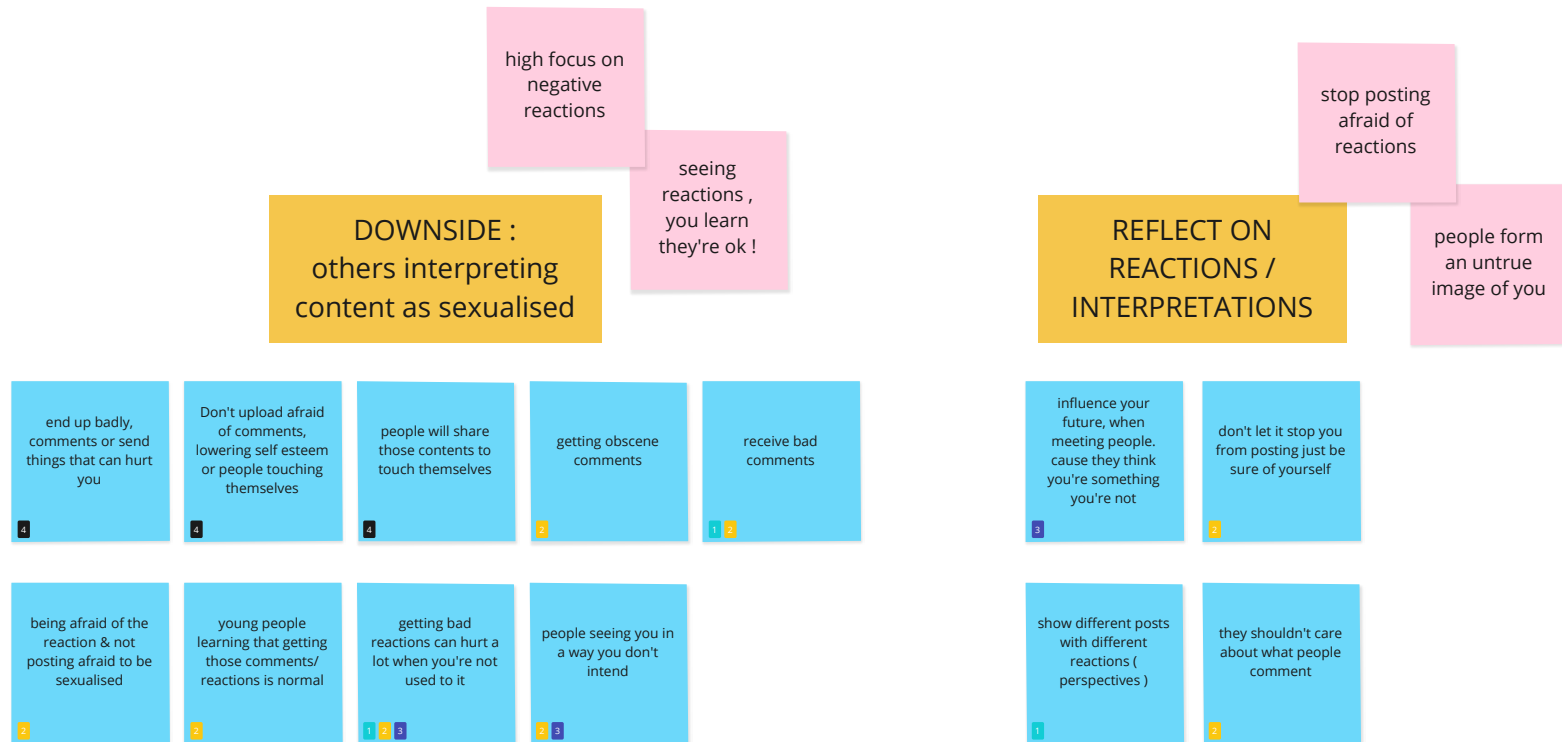 high focus on
negative
reactions
seeing
reactions ,
you learn
they're ok !
DOWNSIDE :
others interpreting
content as sexualised
end up badly,
comments or send
things that can hurt
you
4
Don't upload afraid
of comments,
lowering self esteem
or people touching
themselves
4
people will share
those contents to
touch themselves
4
getting obscene
comments
2
receive bad
comments
1 2
being afraid of the
reaction & not
posting afraid to be
sexualised
2
young people
learning that getting
those comments/
reactions is normal
2
getting bad
reactions can hurt a
lot when you're not
used to it
1 2 3
people seeing you in
a way you don't
intend
2 3
stop posting
afraid of
reactions
people form
an untrue
image of you
REFLECT ON
REACTIONS /
INTERPRETATIONS
influence your
future, when
meeting people.
cause they think
you're something
you're not
3
don't let it stop you
from posting just be
sure of yourself
2
show different posts
with different
reactions (
perspectives )
1
they shouldn't care
about what people
comment
2